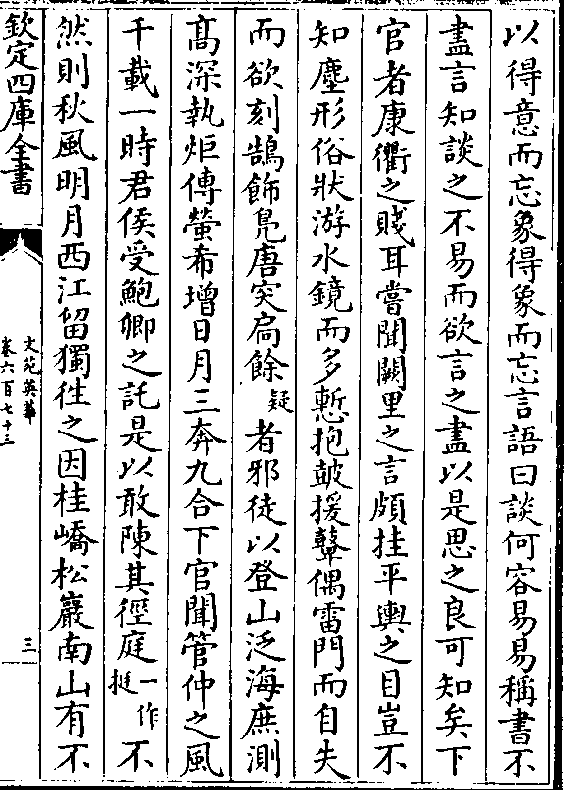 以得意而忘象得象而忘言語曰談何容易易稱書不
盡言知談之不易而欲言之盡以是思之良可知矣下
官者康衢之賤耳嘗聞闕里之言頗挂平輿之目豈不
知塵形俗狀游水鏡而多慙抱鼓援鼙偶雷門而自失
而欲刻鵠飾鳬唐突扄餘疑者邪徒以登山泛海庶測
髙深執炬傳螢希增日月三奔九合下官聞管仲之風
千載一時君侯受鮑卿之託是以敢陳其徑庭一作挺不
然則秋風明月西江留獨徃之因桂嶠松巖南山有不
欽定四庫全書
文苑英華
卷六百七十三
三